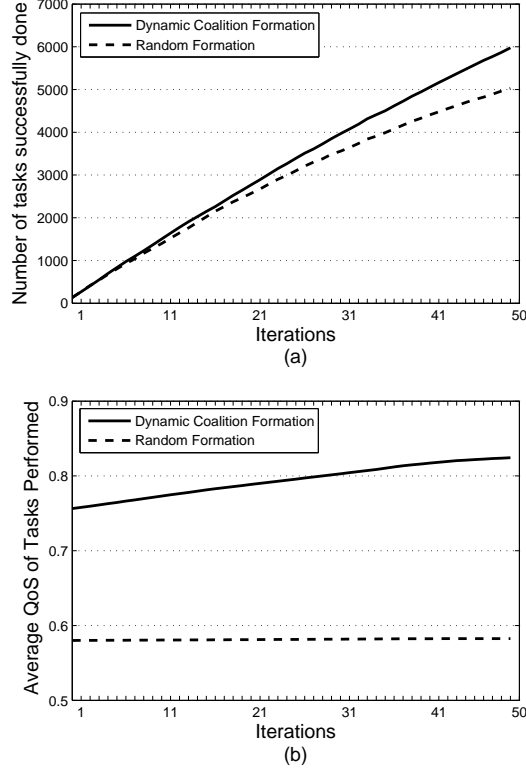 7000
6000
5000
4000
3000
2000
1000
0
Number of tasks successfully done
Dynamic Coalition Formation
Random Formation
1 11 21 31 41 50
Iterations
(a)
0.9
0.8
0.7
0.6
0.5
Average QoS of Tasks Performed
Dynamic Coalition Formation
Random Formation
1 11 21 31 41 50
Iterations
(b)